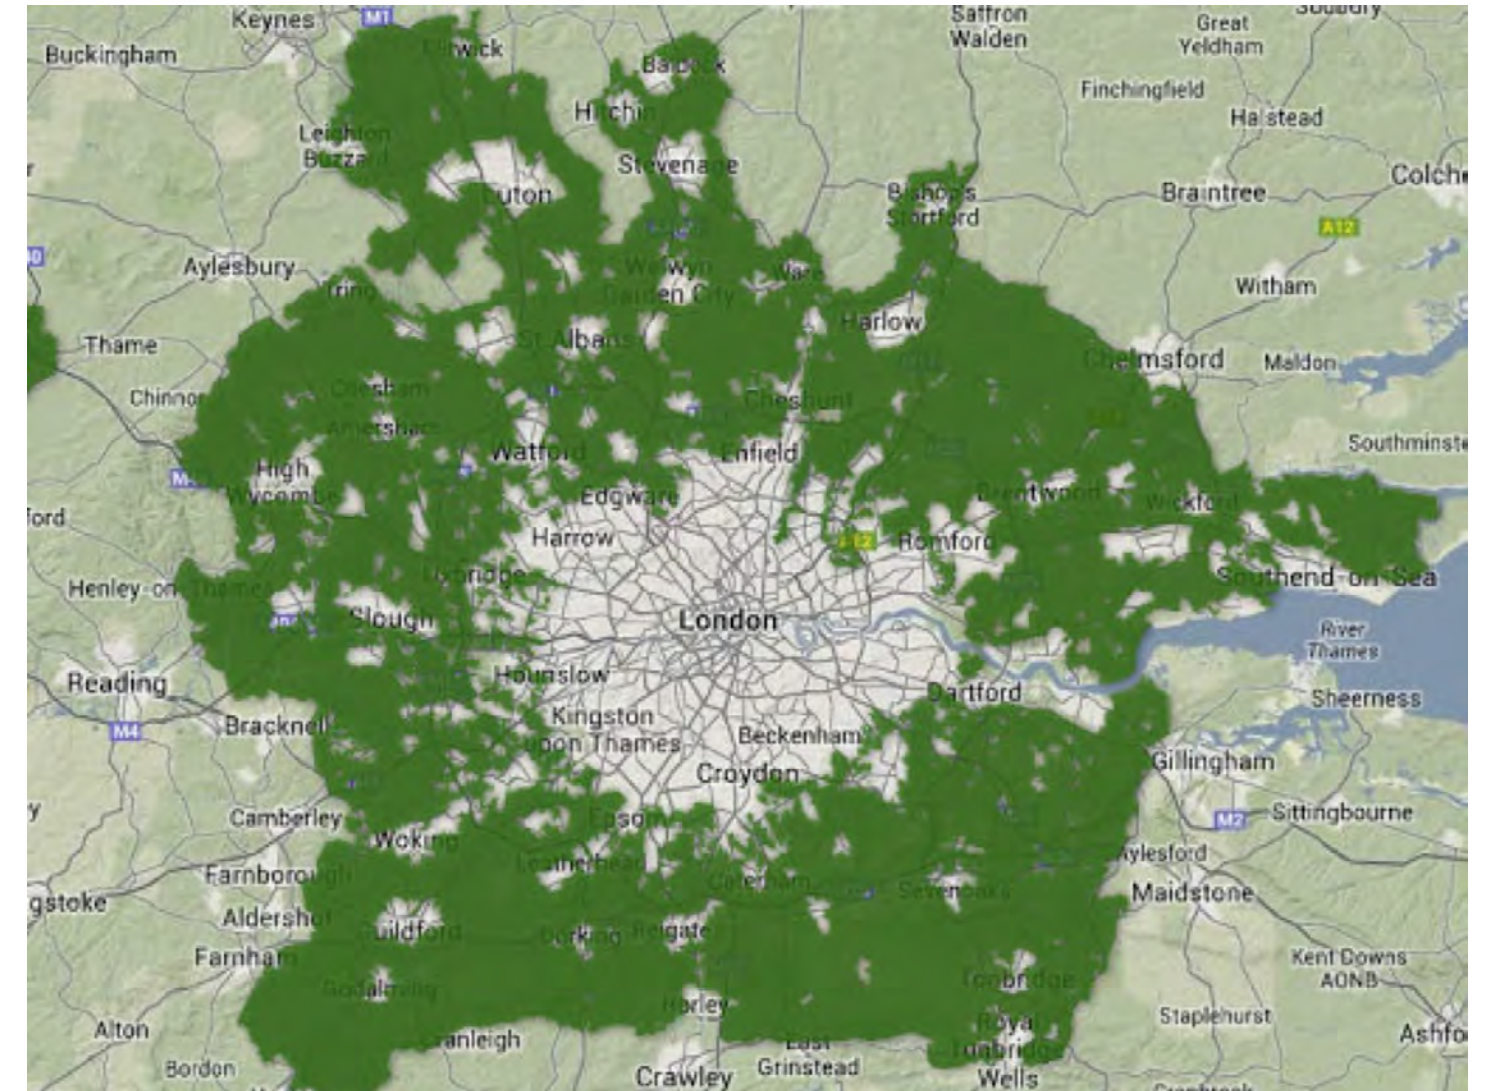 Keynes
M1
Saffron
Walden
Great
Yeldham
Buckingham
Finchingfield
Halstead
Hitchin
Leighton
Buzzard
Stevenage
Luton
Bishop's
Stortford
Braintree
A12
Aylesbury
Tring
Welwyn
Garden City
Ware
Witham
Thame
St Albans
Harlow
Chelmsford
Maldon
Chinnor
Chesham
Cheshunt
Amersham
Watford
Enfield
High
Wycombe
Edgware
Brentwood
Wickford
Harrow
A12
Romford
Henley-on-Thames
Uxbridge
Southend-on-Sea
Slough
London
River
Thames
Reading
Hounslow
Dartford
Sheerness
M4
Bracknell
Kingston
upon Thames
Beckenham
Croydon
Gillingham
Camberley
Epsom
M2
Sittingbourne
Woking
Leatherhead
Aylesford
Farnborough
Caterham
Sevenoaks
Maidstone
gstoke
Aldershot
Guildford
Dorking
Reigate
Farnham
Kent Downs
AONB
Godalming
Tonbridge
Horley
Alton
Royal
Tunbridge
Wells
Staplehurst
anleigh
East
Grinstead
Bordon
Crawley